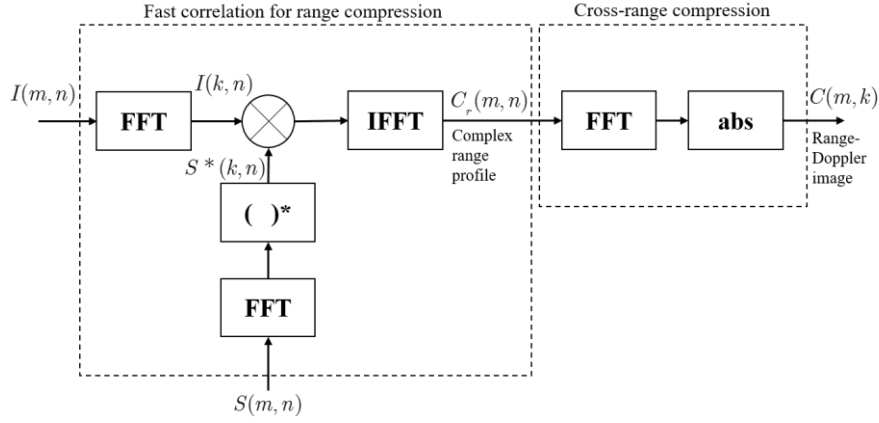 Fast correlation for range compression
Cross-range compression
I(m,n)
I(k,n)
C_r(m,n)
C(m,k)
FFT
IFFT
FFT
abs
Complex
range
profile
Range-
Doppler
image
S*(k,n)
( )*
FFT
S(m,n)